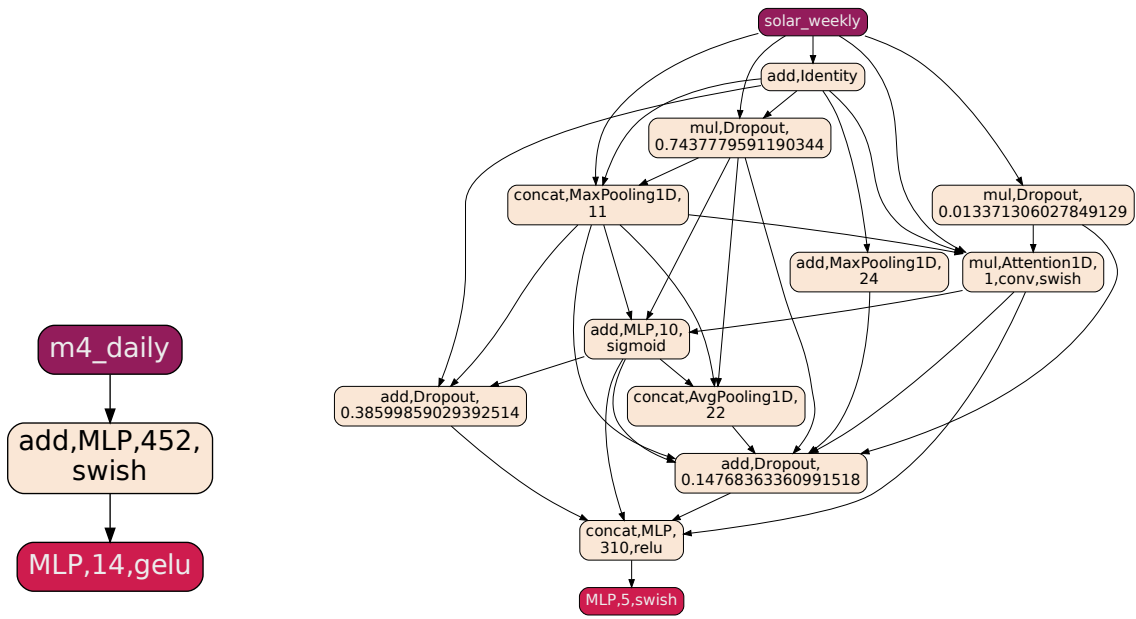 m4_daily
add,MLP,452,
swish
MLP,14,gelu
solar_weekly
add,Identity
mul,Dropout,
0.7437779591190344
concat,MaxPooling1D,
11
mul,Dropout,
0.013371306027849129
add,MaxPooling1D,
24
mul,Attention1D,
1,conv,swish
add,MLP,10,
sigmoid
add,Dropout,
0.38599859029392514
concat,AvgPooling1D,
22
add,Dropout,
0.14768363360991518
concat,MLP,
310,relu
MLP,5,swish